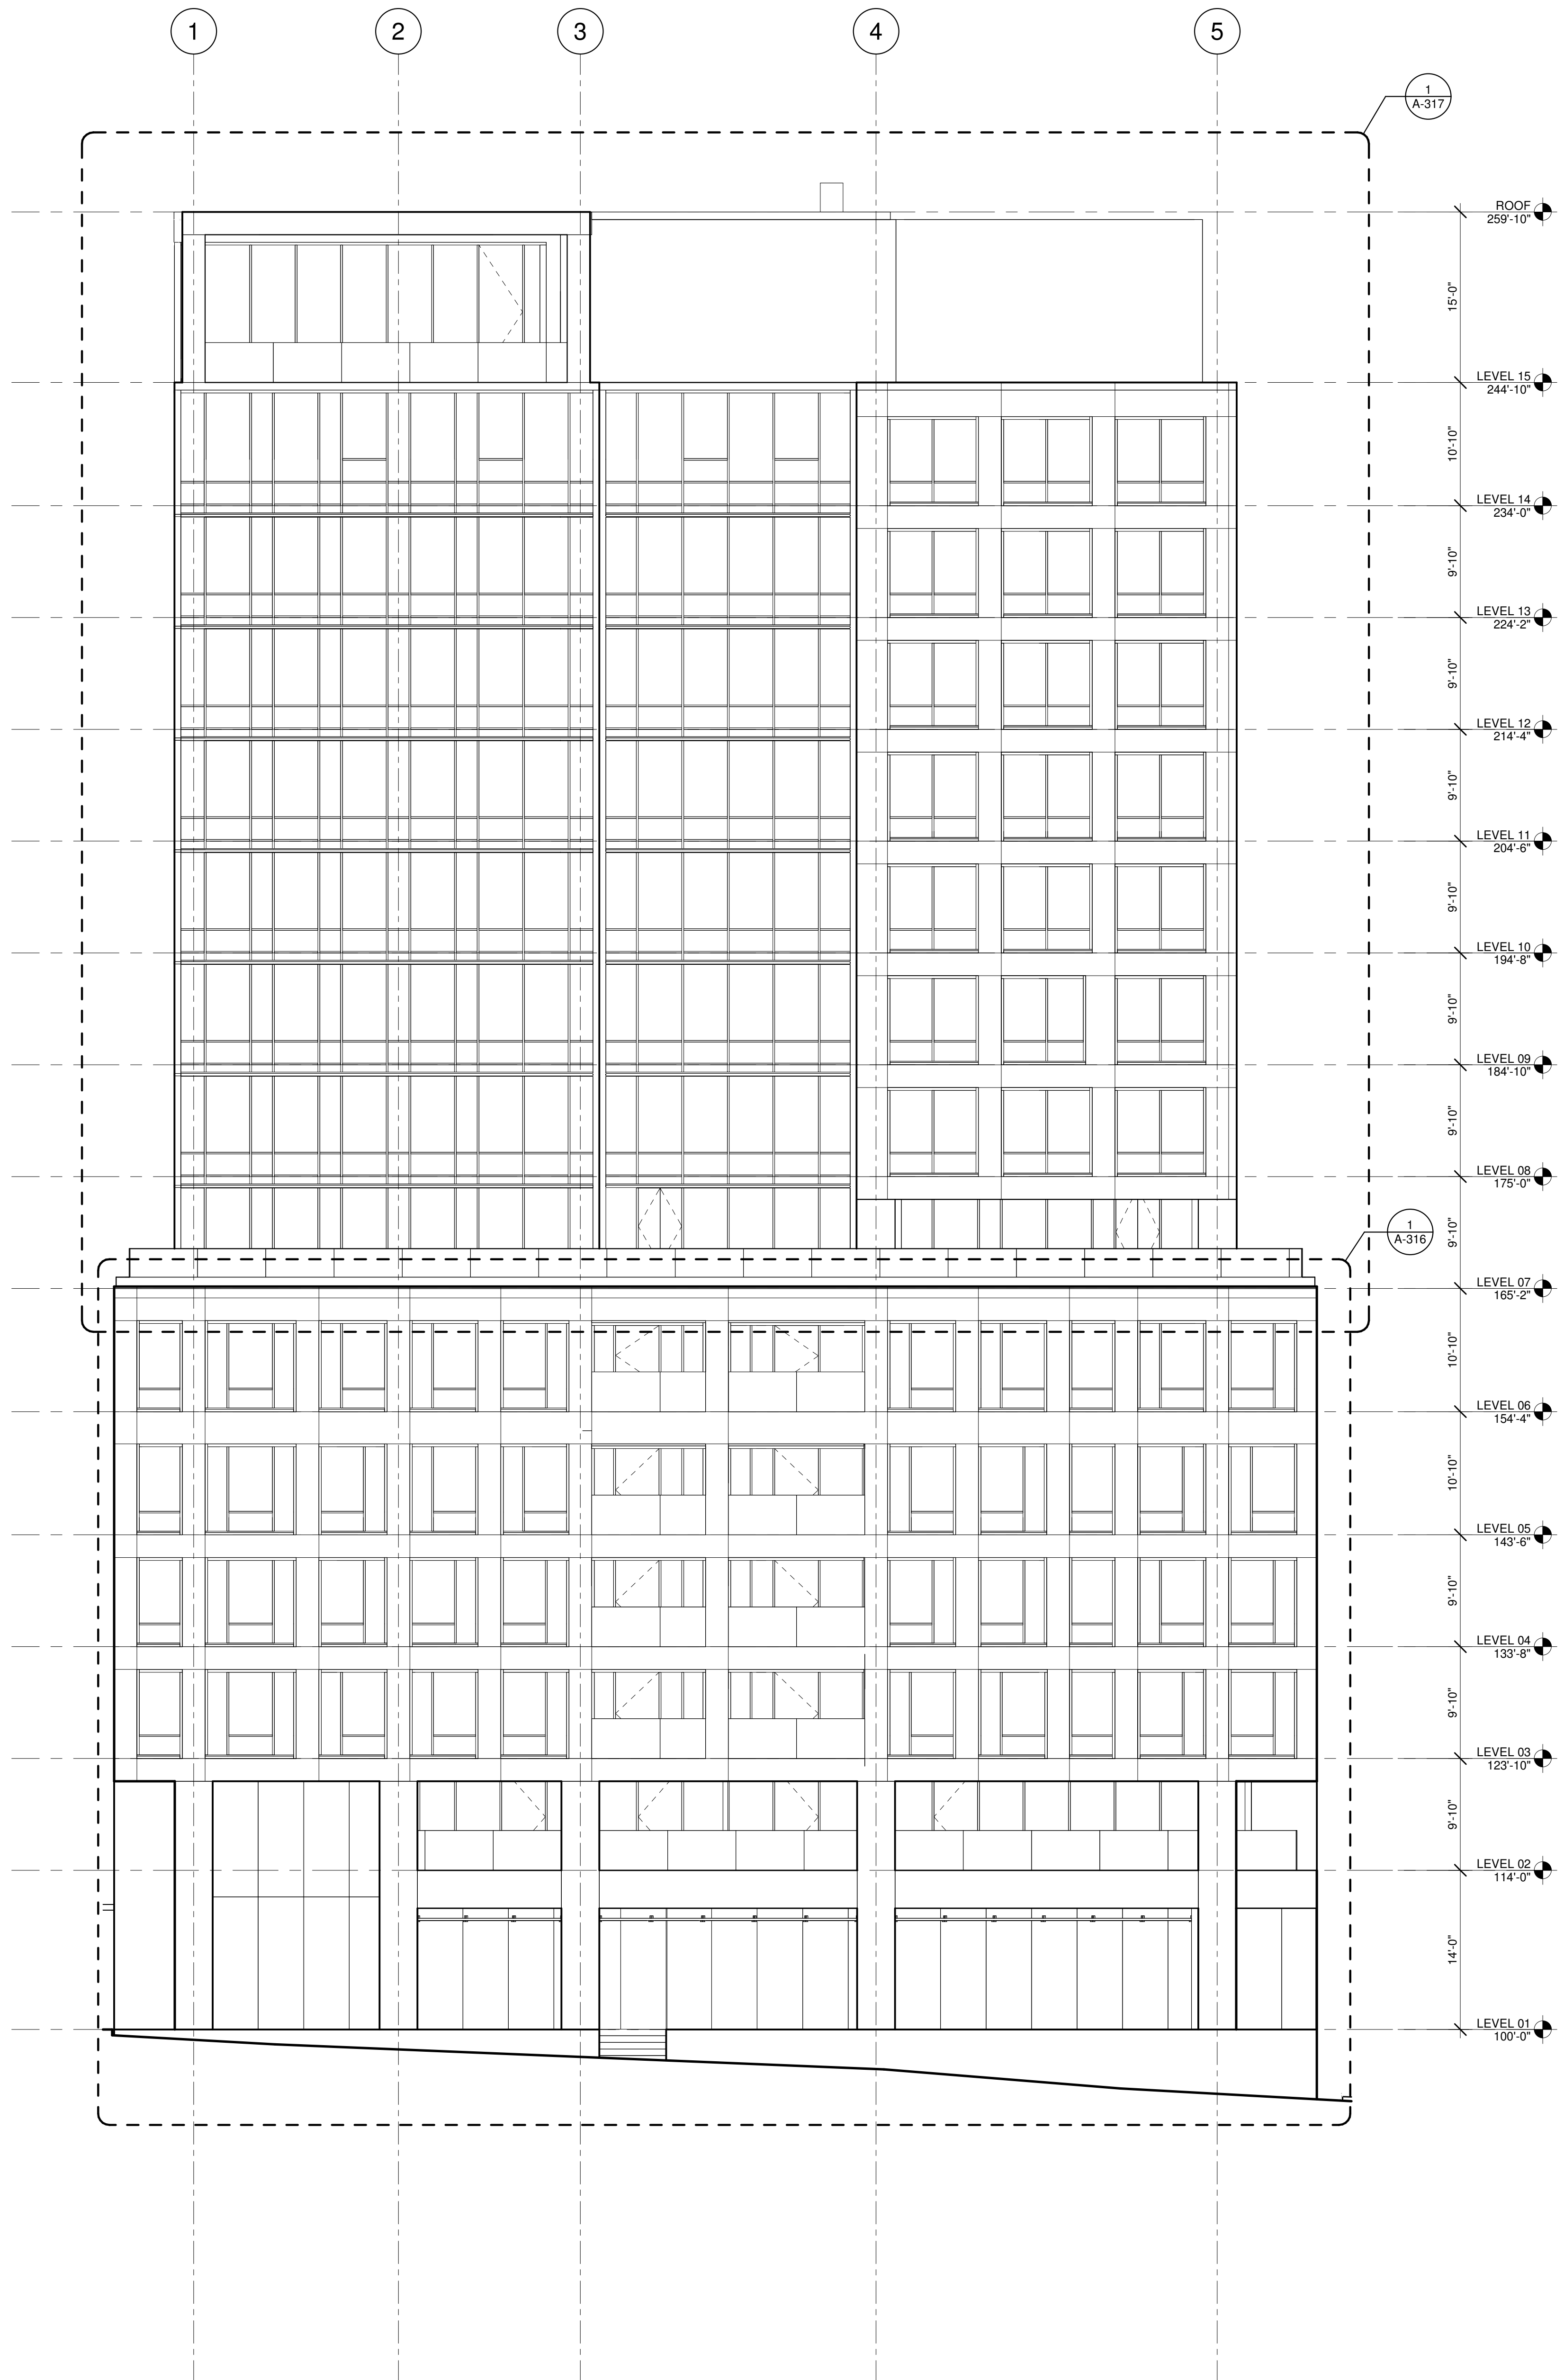 1 2 3 4 5
1
A-317
ROOF
259'-10"
15'-0"
LEVEL 15
244'-10"
10'-10"
LEVEL 14
234'-0"
9'-10"
LEVEL 13
224'-2"
9'-10"
LEVEL 12
214'-4"
9'-10"
LEVEL 11
204'-6"
9'-10"
LEVEL 10
194'-8"
9'-10"
LEVEL 09
184'-10"
9'-10"
LEVEL 08
175'-0"
1
A-316
9'-10"
LEVEL 07
165'-2"
10'-10"
LEVEL 06
154'-4"
10'-10"
LEVEL 05
143'-6"
9'-10"
LEVEL 04
133'-8"
9'-10"
LEVEL 03
123'-10"
9'-10"
LEVEL 02
114'-0"
14'-0"
LEVEL 01
100'-0"